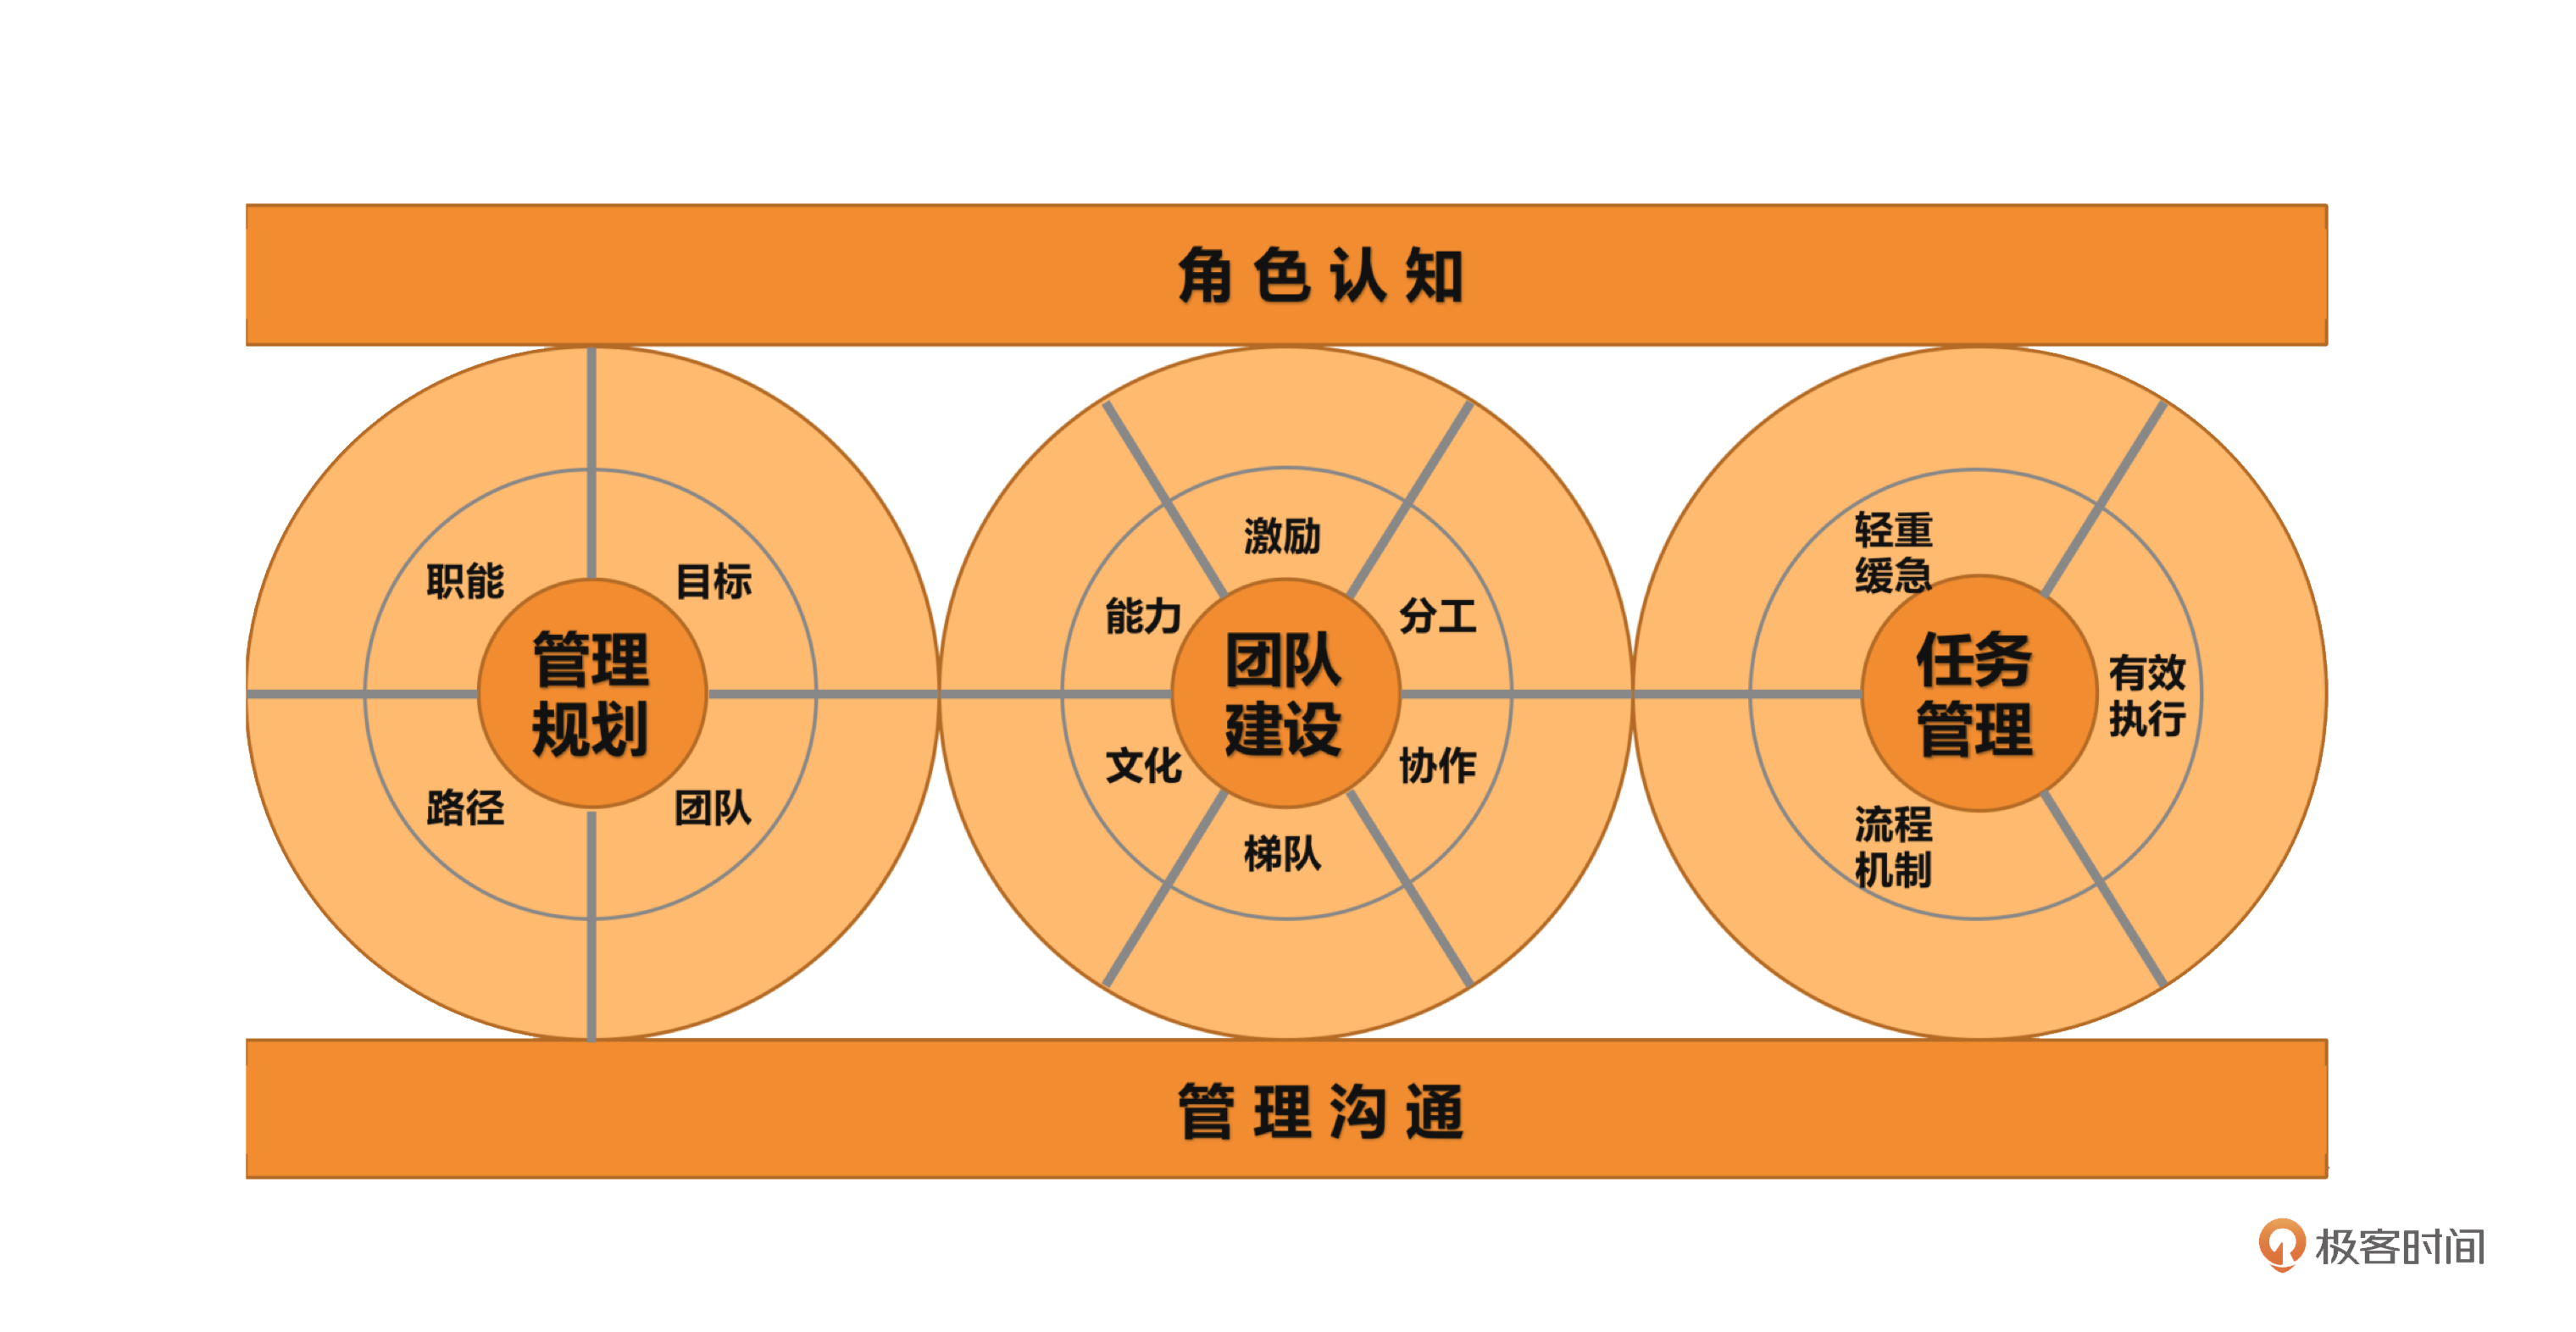 角色认知
职能
目标
管理
规划
路径
团队
激励
能力
分工
团队
建设
文化
协作
梯队
轻重
缓急
任务
管理
有效
执行
流程
机制
管理沟通
极客时间